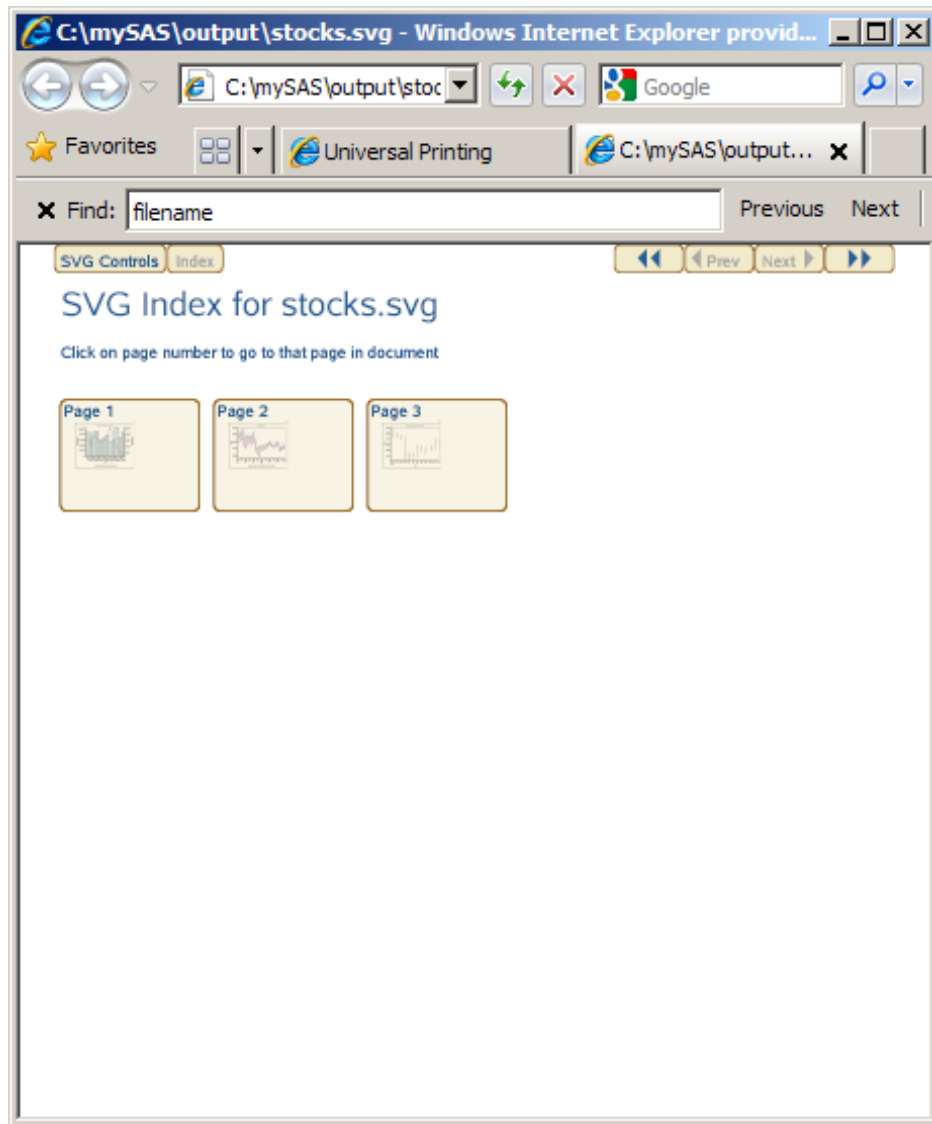 C:\mySAS\output\stocks.svg - Windows Internet Explorer provid...
C:\mySAS\output\stoc
Google
Favorites
Universal Printing
C:\mySAS\output...
Find: filename
Previous Next
SVG Controls Index
Prev Next
SVG Index for stocks.svg
Click on page number to go to that page in document
Page 1 Page 2 Page 3